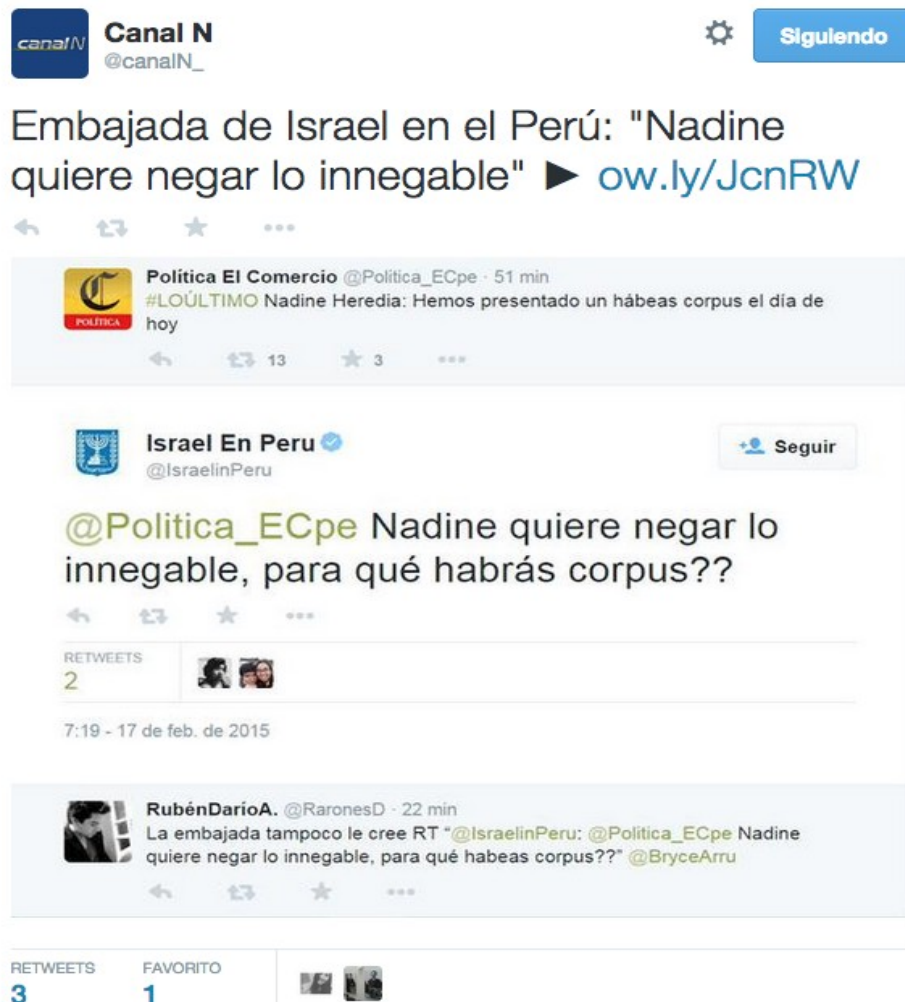 canalN
Canal N
@canalN_
Siguiendo
Embajada de Israel en el Perú: "Nadine
quiere negar lo innegable" ► ow.ly/JcnRW
POLÍTICA
Política El Comercio @Politica_ECpe · 51 min
#LOÚLTIMO Nadine Heredia: Hemos presentado un hábeas corpus el día de
hoy
13
3
Israel En Peru
@IsraelinPeru
Seguir
@Politica_ECpe Nadine quiere negar lo
innegable, para qué habrás corpus??
RETWEETS
2
7:19 - 17 de feb. de 2015
RubénDaríoA. @RaronesD · 22 min
La embajada tampoco le cree RT "@IsraelinPeru: @Politica_ECpe Nadine
quiere negar lo innegable, para qué habeas corpus??" @BryceArru
RETWEETS FAVORITO
3 1